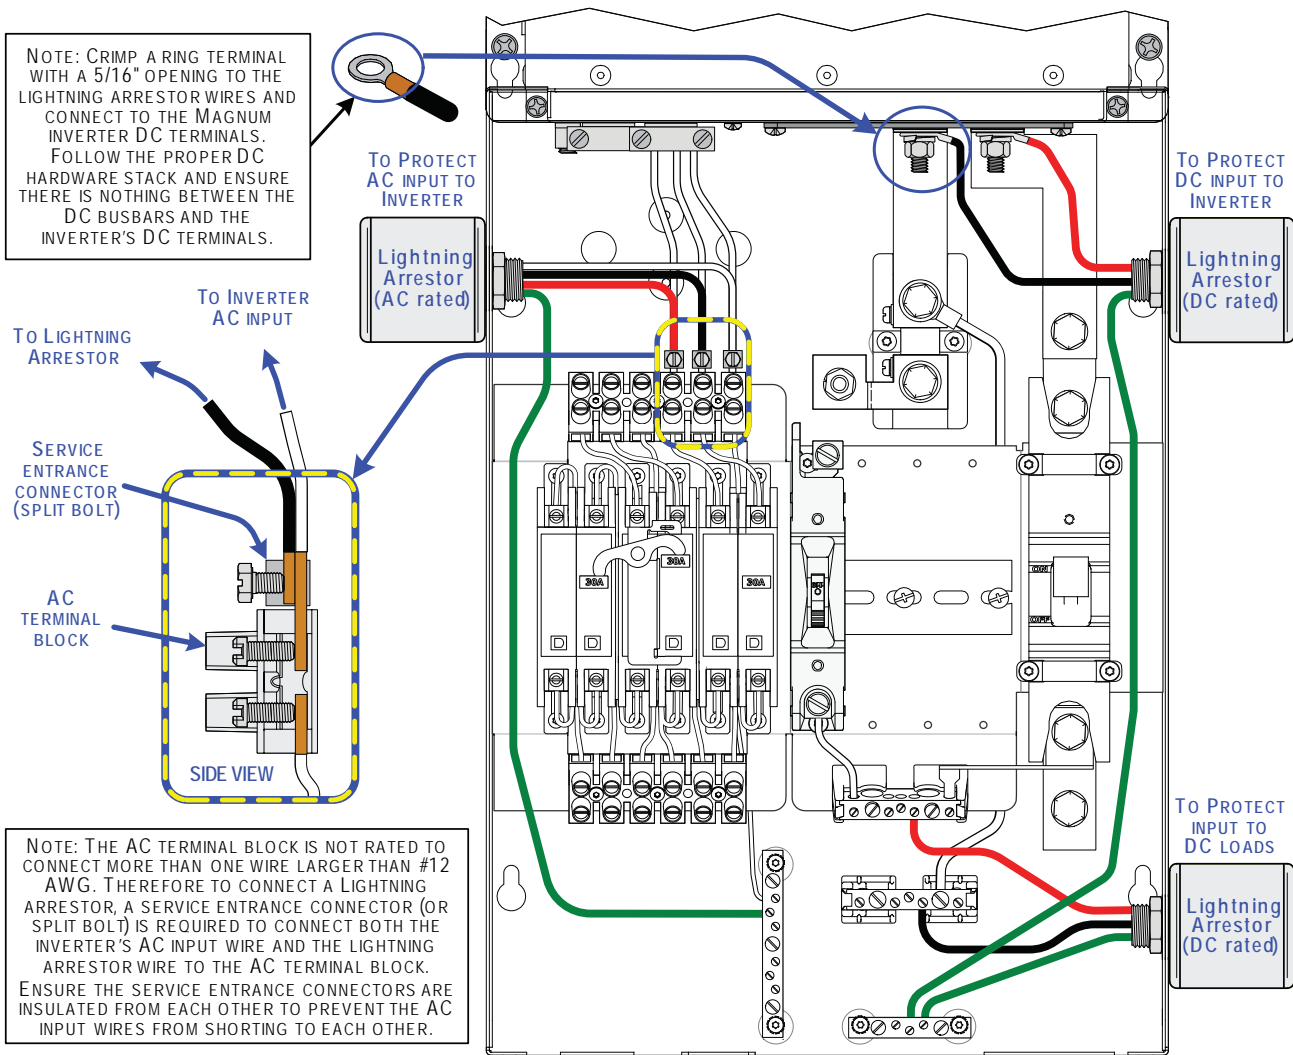 NOTE: CRIMP A RING TERMINAL
WITH A 5/16" OPENING TO THE
LIGHTNING ARRESTOR WIRES AND
CONNECT TO THE MAGNUM
INVERTER DC TERMINALS.
FOLLOW THE PROPER DC
HARDWARE STACK AND ENSURE
THERE IS NOTHING BETWEEN THE
DC BUSBARS AND THE
INVERTER'S DC TERMINALS.
TO PROTECT
AC INPUT TO
INVERTER
Lightning
Arrestor
(AC rated)
TO PROTECT
DC INPUT TO
INVERTER
Lightning
Arrestor
(DC rated)
TO INVERTER
AC INPUT
TO LIGHTNING
ARRESTOR
SERVICE
ENTRANCE
CONNECTOR
(SPLIT BOLT)
AC
TERMINAL
BLOCK
SIDE VIEW
30A
30A
30A
D
D
D
D
D
D
OFF
ON
OFF
TO PROTECT
INPUT TO
DC LOADS
Lightning
Arrestor
(DC rated)
NOTE: THE AC TERMINAL BLOCK IS NOT RATED TO
CONNECT MORE THAN ONE WIRE LARGER THAN #12
AWG. THEREFORE TO CONNECT A LIGHTNING
ARRESTOR, A SERVICE ENTRANCE CONNECTOR (OR
SPLIT BOLT) IS REQUIRED TO CONNECT BOTH THE
INVERTER'S AC INPUT WIRE AND THE LIGHTNING
ARRESTOR WIRE TO THE AC TERMINAL BLOCK.
ENSURE THE SERVICE ENTRANCE CONNECTORS ARE
INSULATED FROM EACH OTHER TO PREVENT THE AC
INPUT WIRES FROM SHORTING TO EACH OTHER.